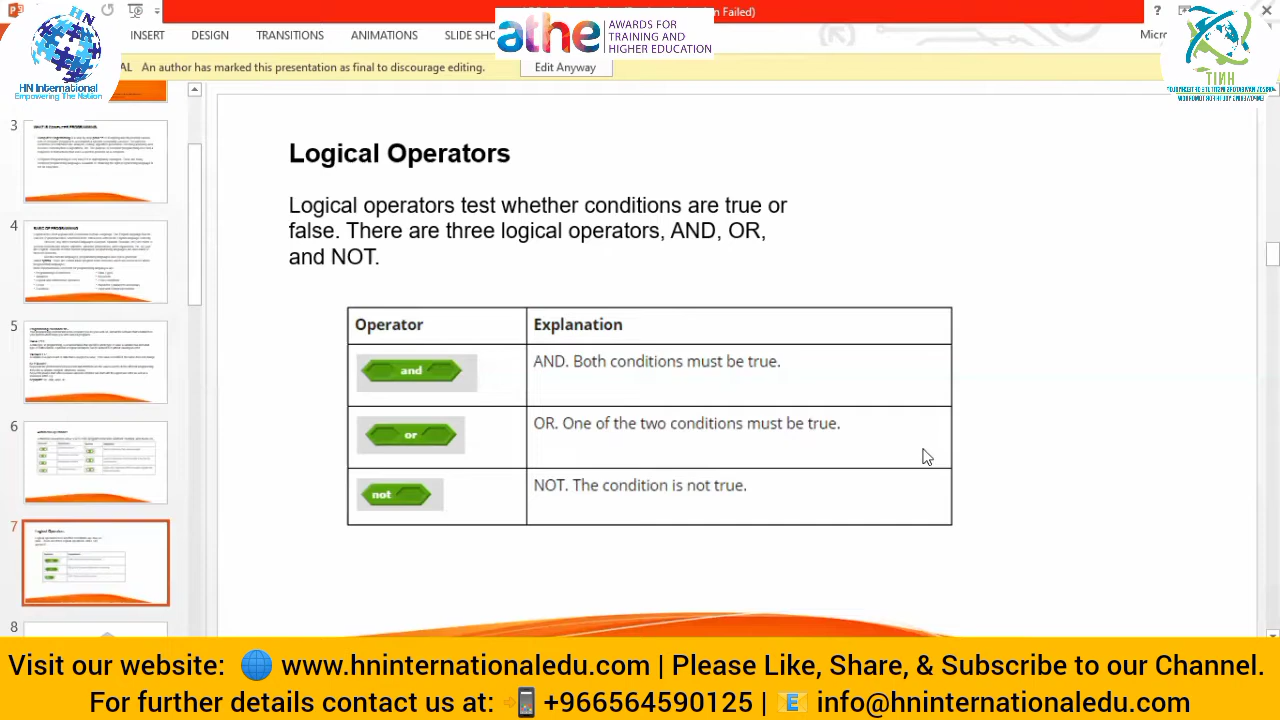 n Failed)
?
INSERT
DESIGN
TRANSITIONS
ANIMATIONS
SLIDE SHO
Micro
athe AWARDS FOR
TRAINING AND
HIGHER EDUCATION
HN International
Empowering The Nation
AL An author has marked this presentation as final to discourage editing.
Edit Anyway
3
4
5
6
7
8
Logical Operators
Logical operators test whether conditions are true or
false. There are three logical operators, AND, OR,
and NOT.
Operator Explanation
and AND. Both conditions must be true.
or OR. One of the two conditions must be true.
not NOT. The condition is not true.
Visit our website: www.hninternationaledu.com | Please Like, Share, & Subscribe to our Channel.
For further details contact us at: +966564590125 | info@hninternationaledu.com